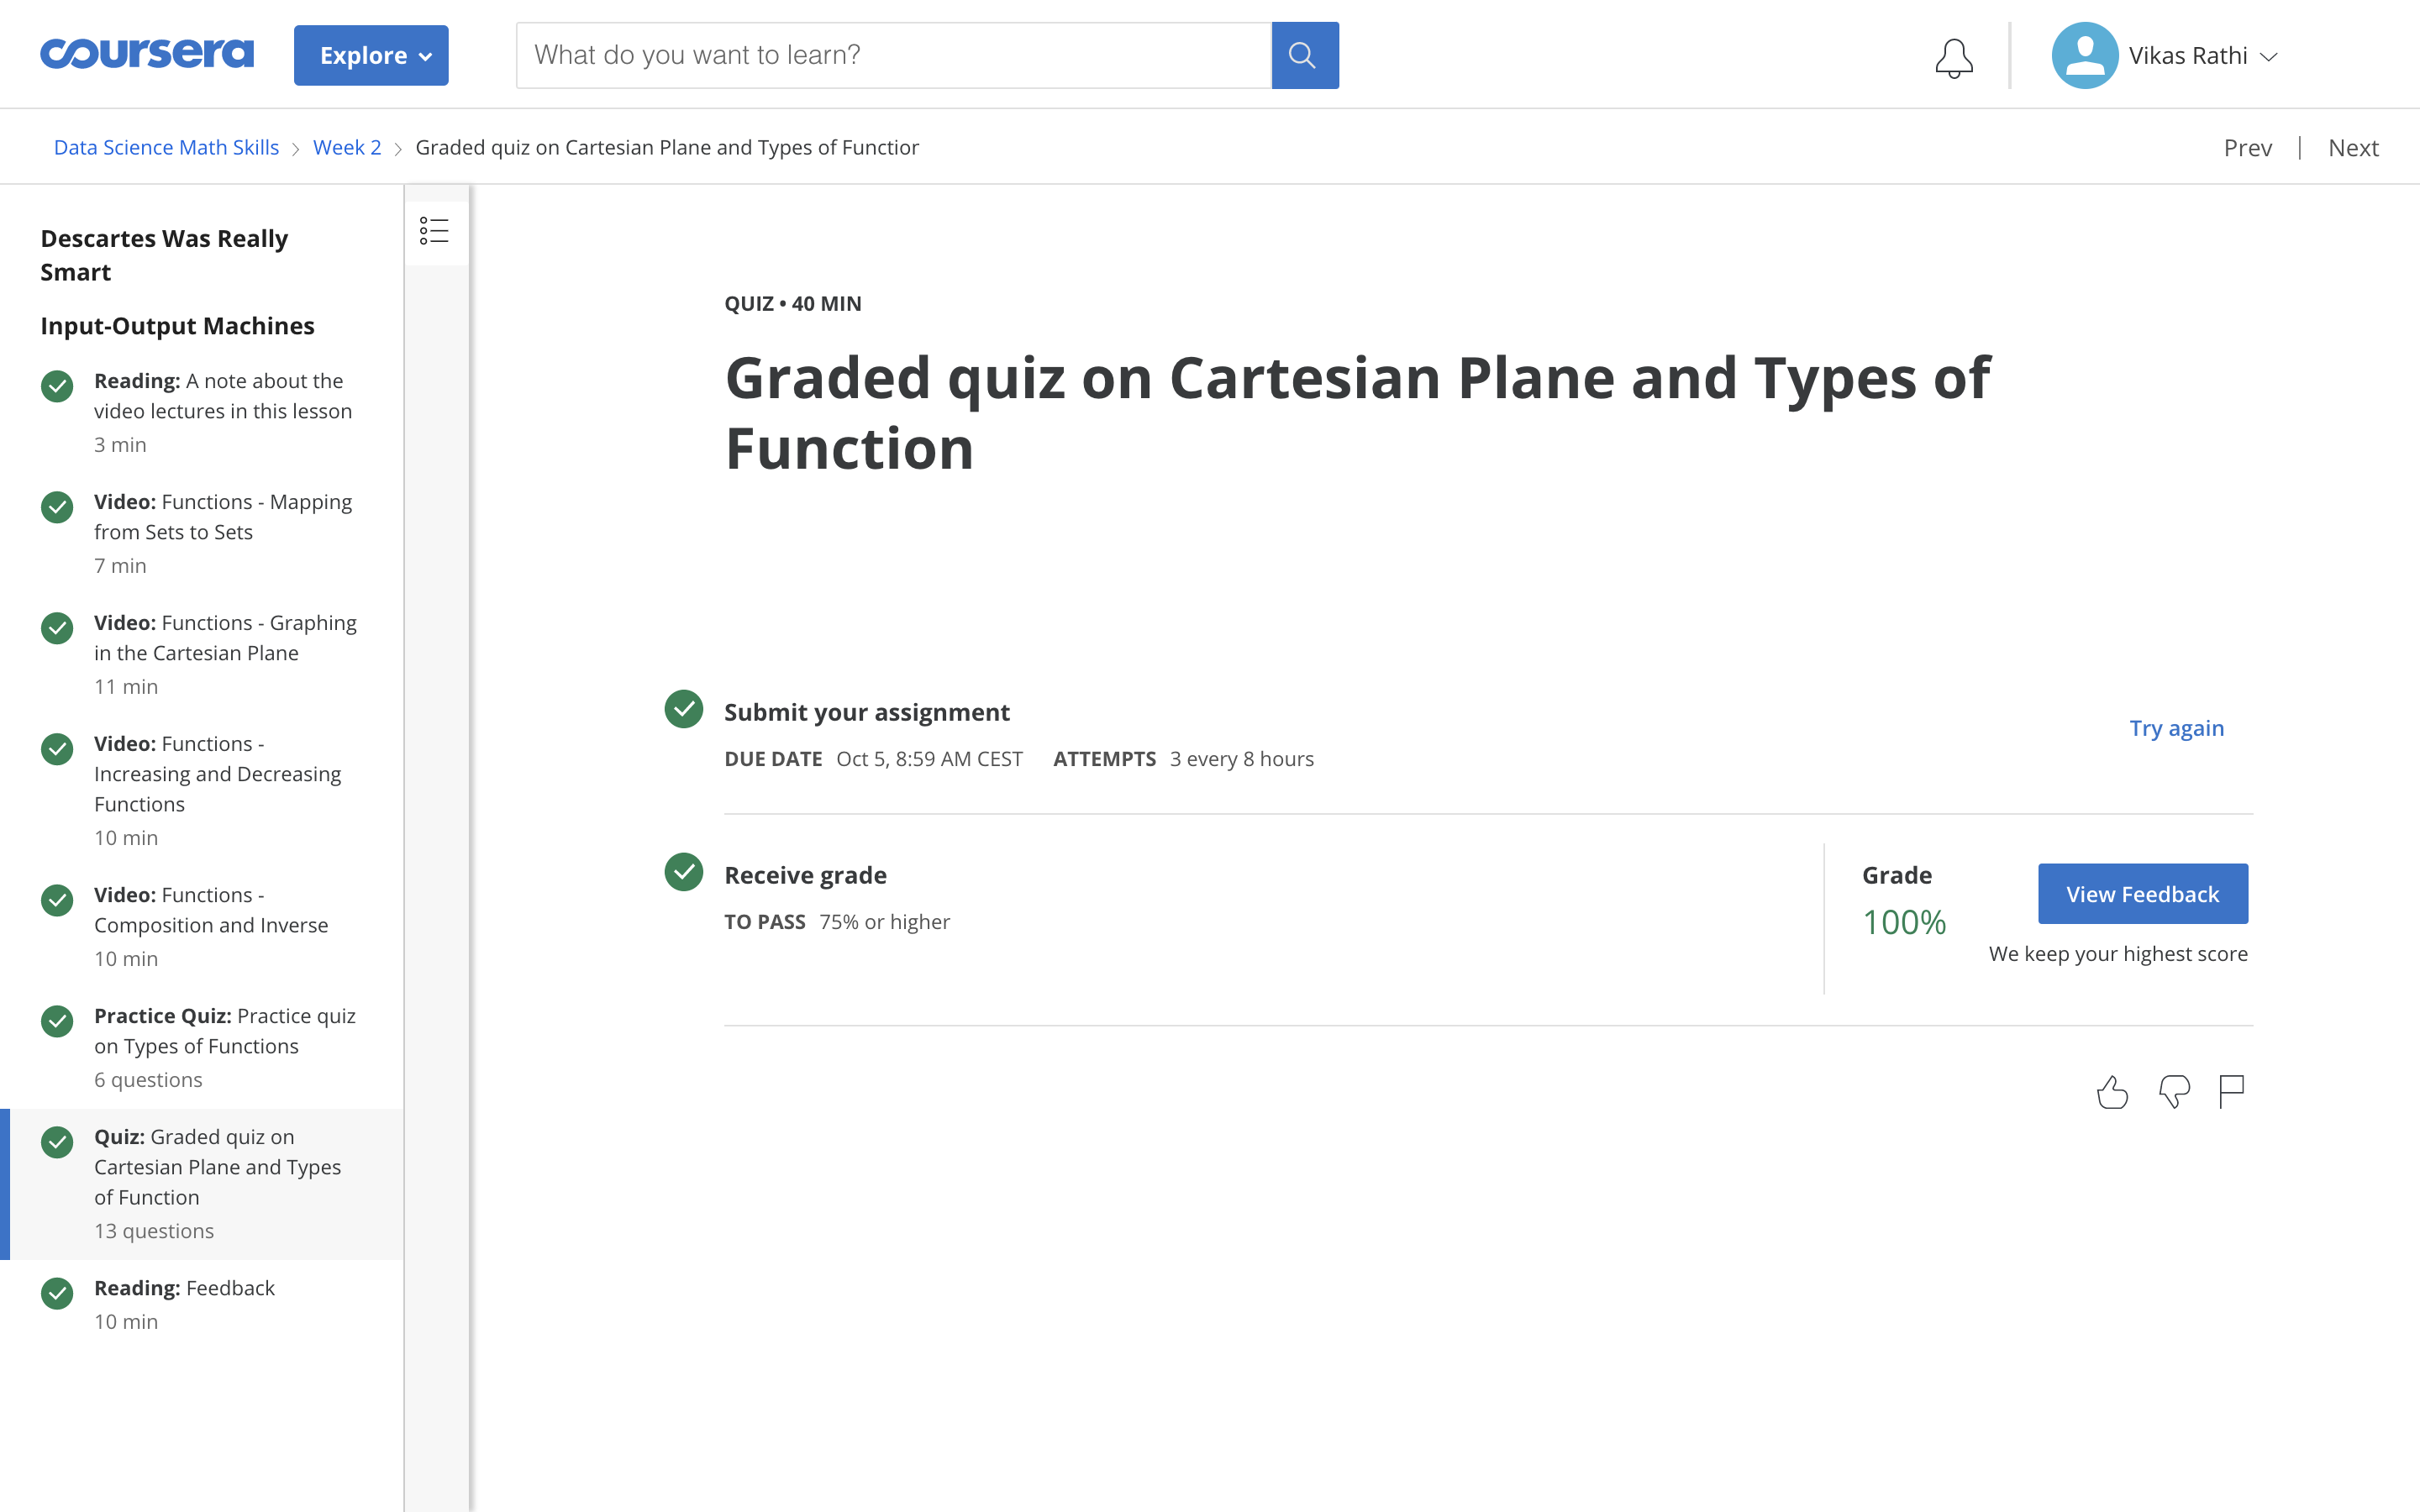 coursera
Explore
What do you want to learn?
Vikas Rathi
Data Science Math Skills > Week 2 > Graded quiz on Cartesian Plane and Types of Function
Prev | Next
Descartes Was Really
Smart
Input-Output Machines
Reading: A note about the
video lectures in this lesson
3 min
Video: Functions - Mapping
from Sets to Sets
7 min
Video: Functions - Graphing
in the Cartesian Plane
11 min
Video: Functions -
Increasing and Decreasing
Functions
10 min
Video: Functions -
Composition and Inverse
10 min
Practice Quiz: Practice quiz
on Types of Functions
6 questions
Quiz: Graded quiz on
Cartesian Plane and Types
of Function
13 questions
Reading: Feedback
10 min
QUIZ • 40 MIN
Graded quiz on Cartesian Plane and Types of
Function
Submit your assignment
DUE DATE Oct 5, 8:59 AM CEST ATTEMPTS 3 every 8 hours
Try again
Receive grade
TO PASS 75% or higher
Grade
100%
View Feedback
We keep your highest score